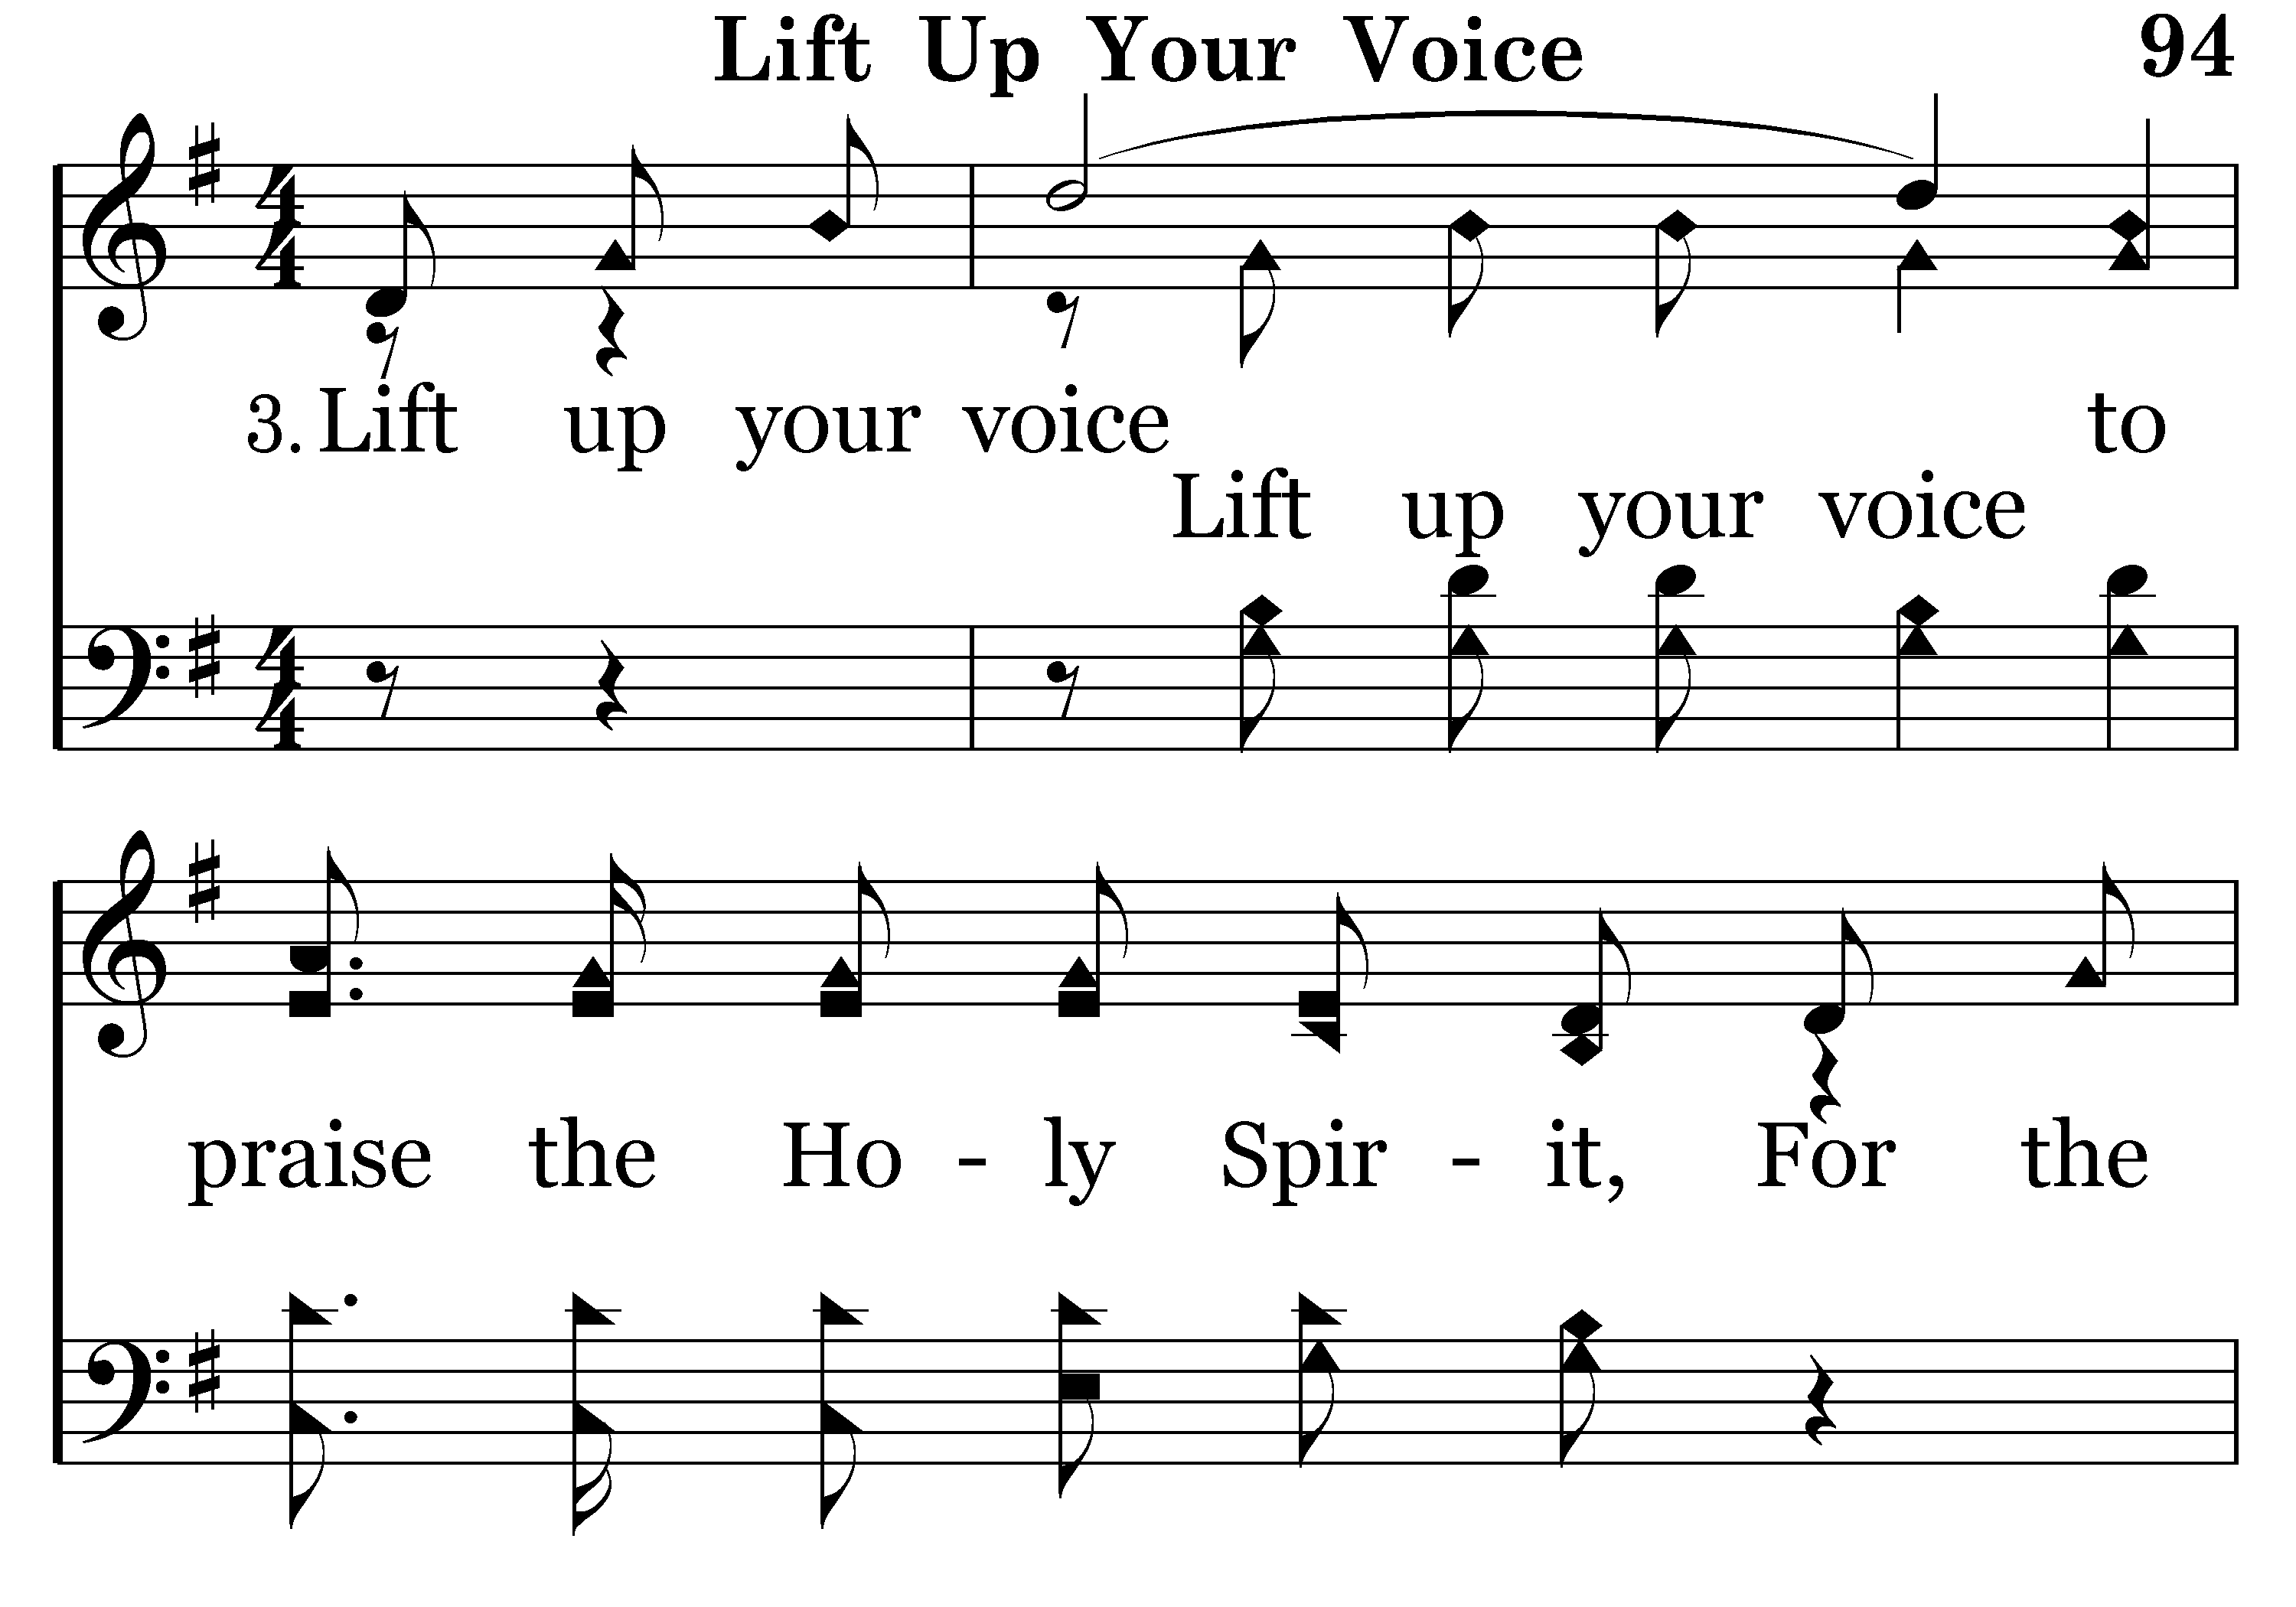 Lift Up Your Voice 94
3. Lift up your voice to
Lift up your voice
praise the Ho - ly Spir - it, For the